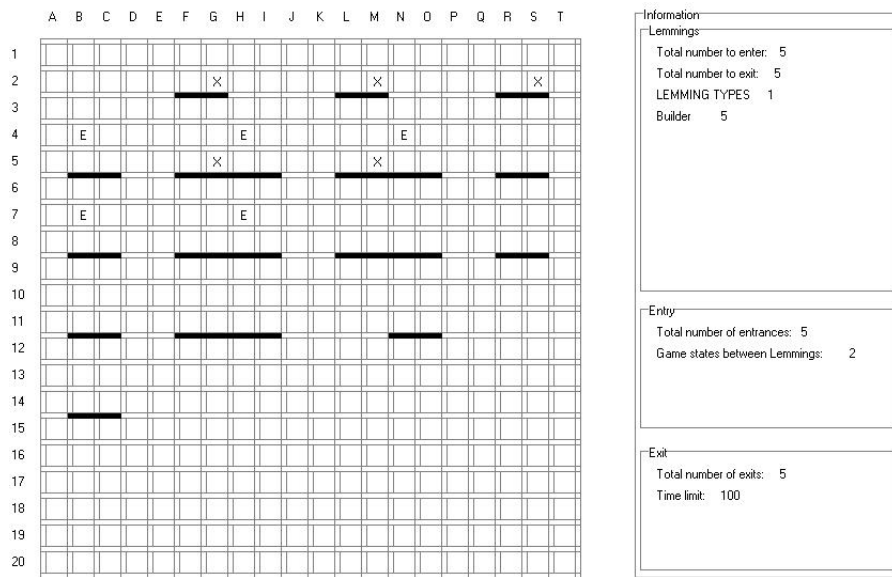 A B C D E F G H I J K L M N O P Q R S T
1
2 X X X
3
4 E E E
5 X X
6
7 E E
8
9
10
11
12
13
14
15
16
17
18
19
20
Information
Lemmings
Total number to enter: 5
Total number to exit: 5
LEMMING TYPES 1
Builder 5
Entry
Total number of entrances: 5
Game states between Lemmings: 2
Exit
Total number of exits: 5
Time limit: 100